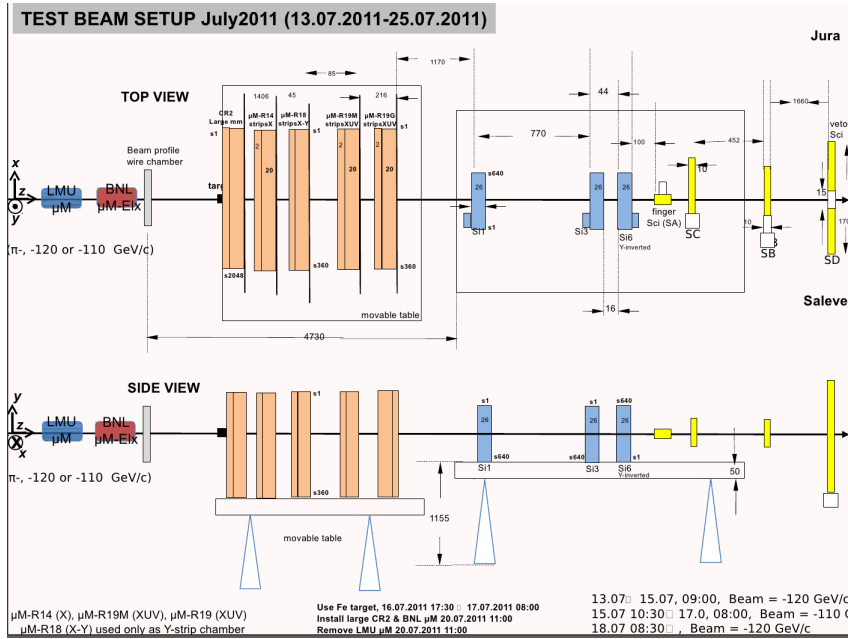 TEST BEAM SETUP July2011 (13.07.2011-25.07.2011)
Jura
TOP VIEW
1170
85
44
1660
1406
45
216
CR2
Large mm
µM-R14
stripsX
µM-R18
stripsX-Y
µM-R19M
stripsXUV
µM-R19G
stripsXUV
s1
s1
s1
veto
Sci
770
100
452
Beam profile
wire chamber
2
20
2
20
x
z
y
LMU
µM
BNL
µM-Elx
targ
26
s640
26
26
10
15
Si1
s1
Si3
Si6
Y-inverted
finger
Sci (SA)
SC
10
SB
170
SD
(π-, -120 or -110 GeV/c)
s2048
s360
s360
movable table
16
Saleve
4730
SIDE VIEW
y
z
x
LMU
µM
BNL
µM-Elx
s1
s1
s640
26
26
26
s640
s640
s1
Si1
Si3
Si6
Y-inverted
50
π-, -120 or -110 GeV/c)
s360
1155
movable table
µM-R14 (X), µM-R19M (XUV), µM-R19 (XUV)
µM-R18 (X-Y) used only as Y-strip chamber
Use Fe target, 16.07.2011 17:30 17.07.2011 08:00
Install large CR2 & BNL µM 20.07.2011 11:00
Remove LMU µM 20.07.2011 11:00
13.07 15.07, 09:00, Beam = -120 GeV/c
15.07 10:30 17.0, 08:00, Beam = -110 G
18.07 08:30 , Beam = -120 GeV/c